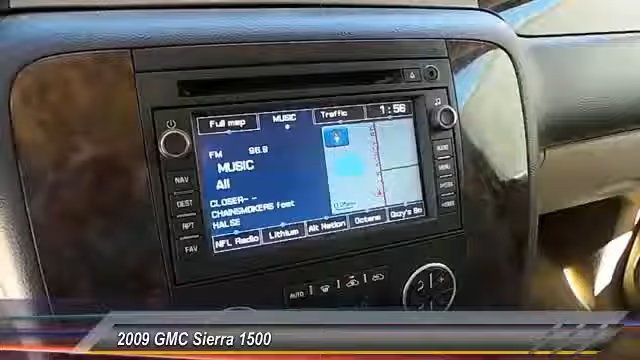 Full map MUSIC Traffic 1:56
FM 96.9
MUSIC
All
CLOSER- -
CHAINSMOKERS feat
HALSE
NFL Radio Lithium Alt Nation Octane Ozzy's Bo
NAV
DEST
RPT
FAV
MENU
AUTO
2009 GMC Sierra 1500